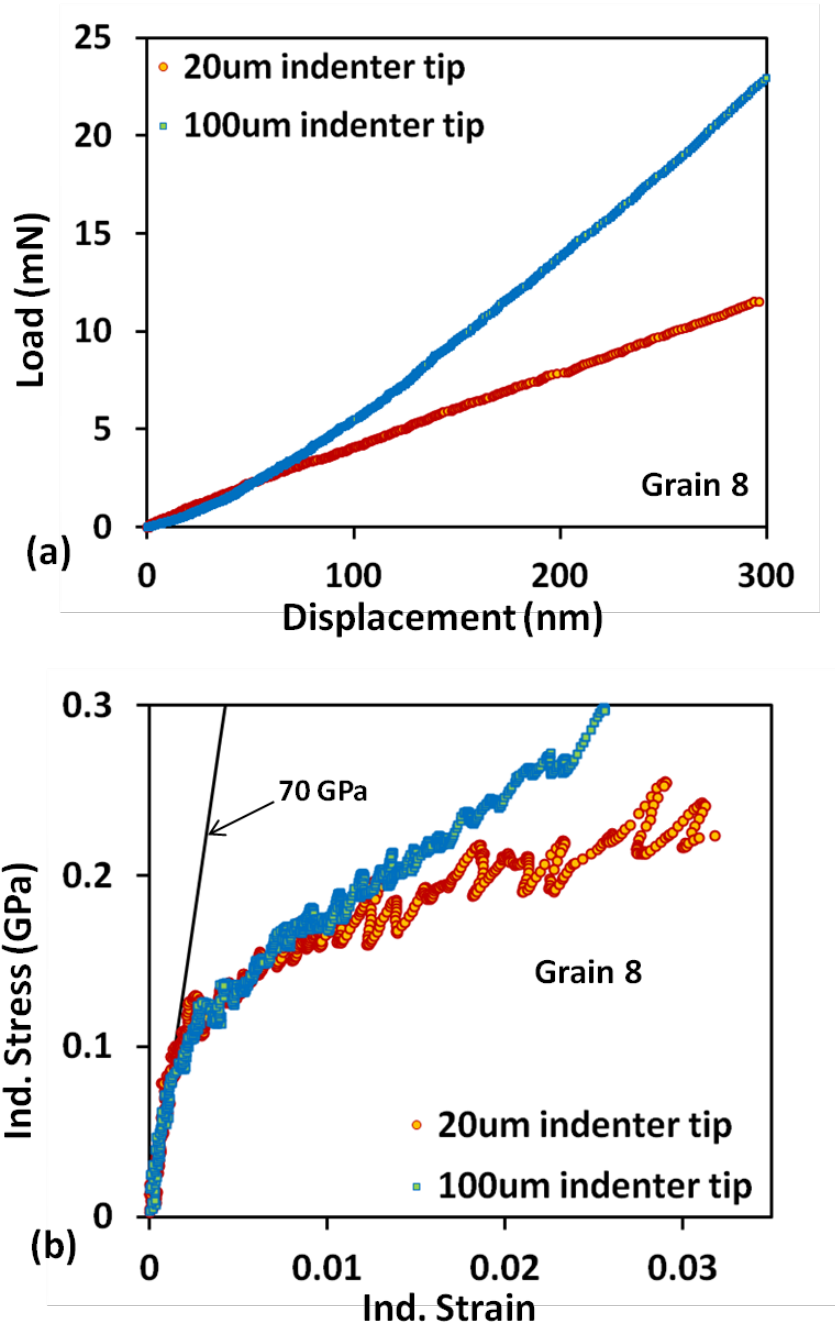 25
20um indenter tip
100um indenter tip
20
15
Load (mN)
10
5
Grain 8
0
(a)
0 100 200 300
Displacement (nm)
0.3
70 GPa
0.2
Ind. Stress (GPa)
Grain 8
0.1
20um indenter tip
100um indenter tip
0
(b)
0 0.01 0.02 0.03
Ind. Strain